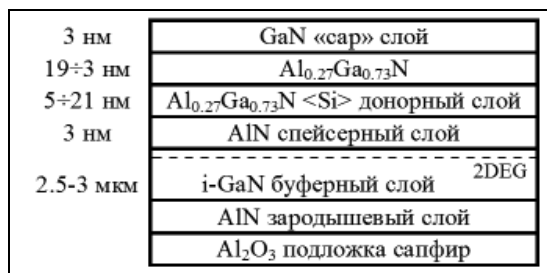 3 нм GaN «cap» слой
19÷3 нм Al₀.₂₇Ga₀.₇₃N
5÷21 нм Al₀.₂₇Ga₀.₇₃N <Si> донорный слой
3 нм AlN спейсерный слой
2DEG
2.5-3 мкм i-GaN буферный слой
AlN зародышевый слой
Al₂O₃ подложка сапфир